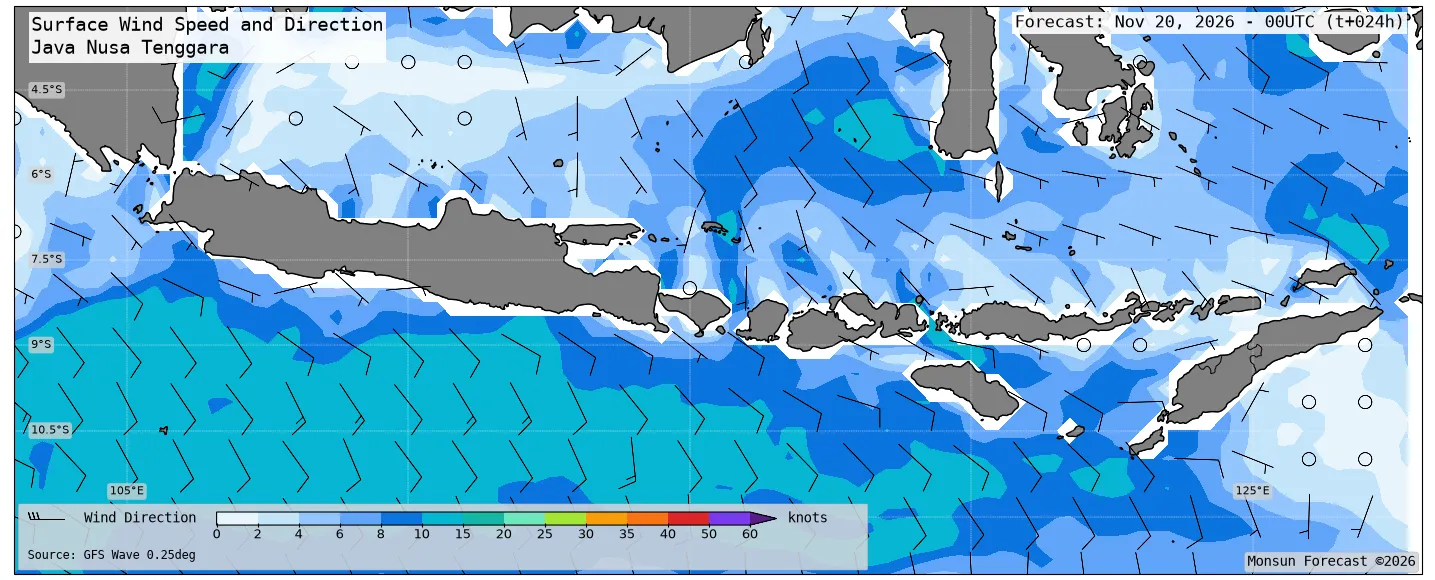 Surface Wind Speed and Direction
Java Nusa Tenggara
Forecast: Nov 20, 2026 - 00UTC (t+024h)
4.5°S
6°S
7.5°S
9°S
10.5°S
105°E
125°E
Wind Direction
0 2 4 6 8 10 15 20 25 30 35 40 50 60
knots
Source: GFS Wave 0.25deg
Monsun Forecast ©2026